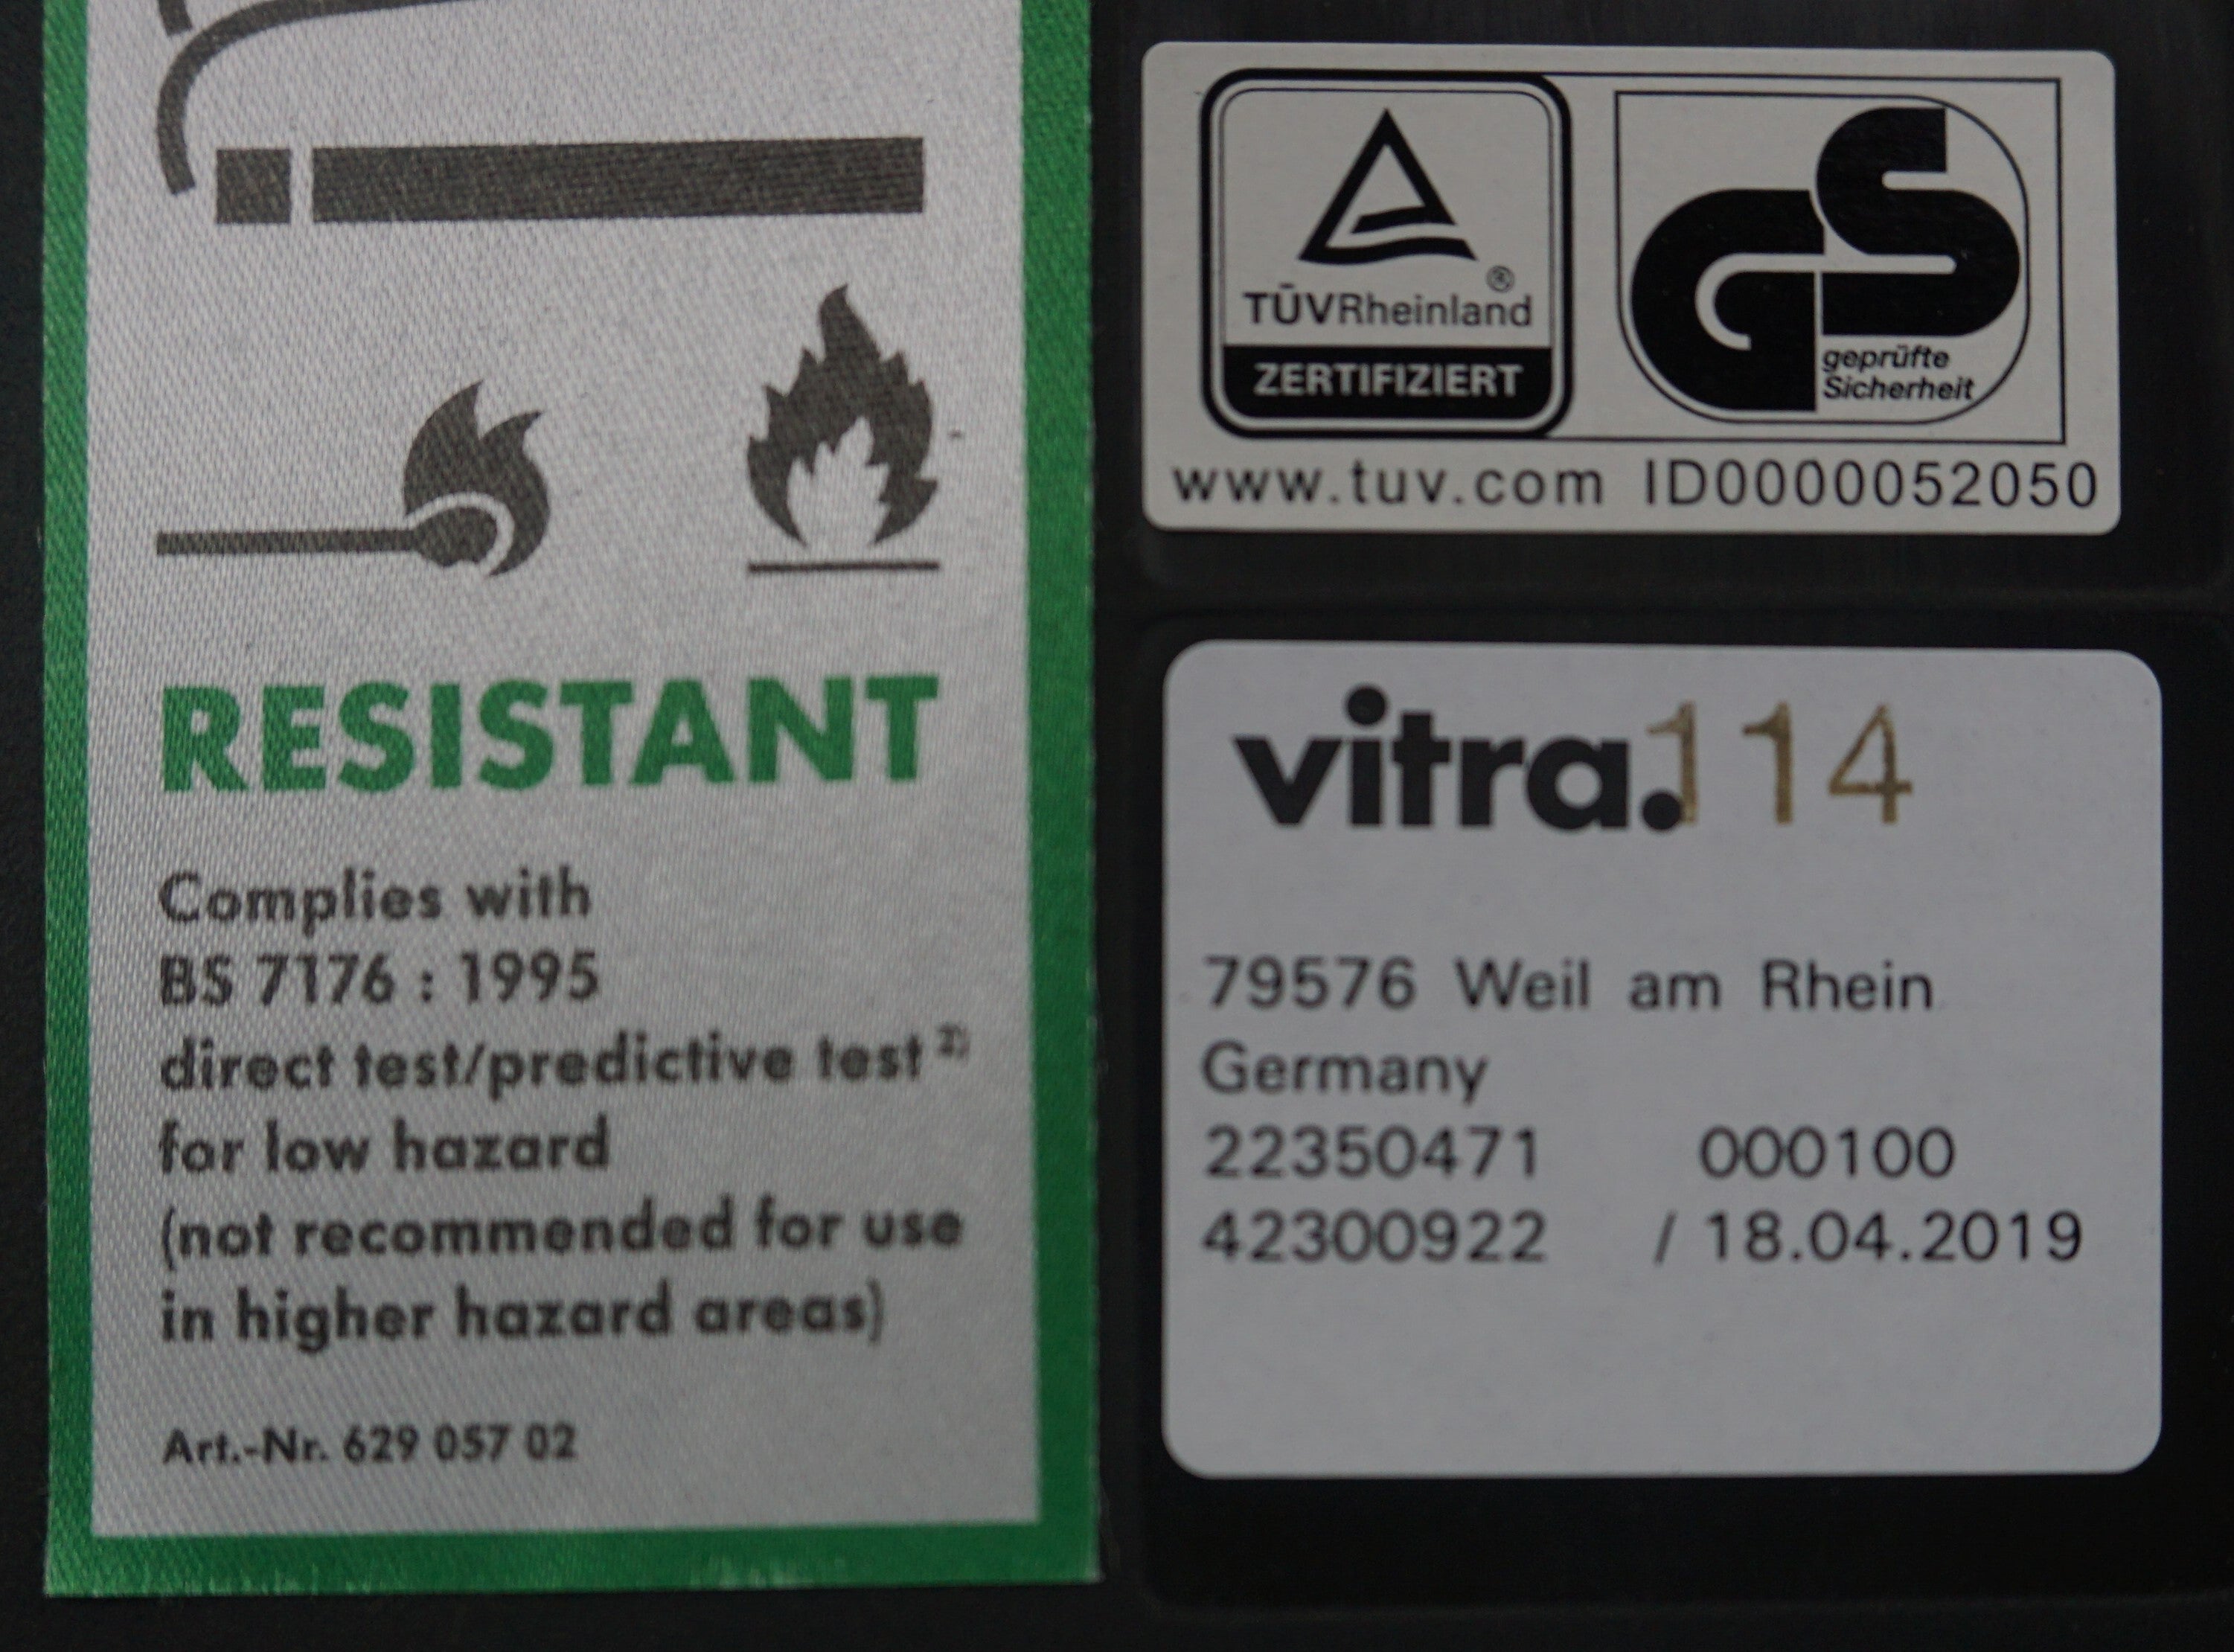 RESISTANT
Complies with
BS 7176 : 1995
direct test/predictive test 2)
for low hazard
(not recommended for use
in higher hazard areas)
Art.-Nr. 629 057 02
TÜVRheinland®
ZERTIFIZIERT
GS
geprüfte
Sicherheit
www.tuv.com ID0000052050
vitra.114
79576 Weil am Rhein
Germany
22350471 000100
42300922 / 18.04.2019